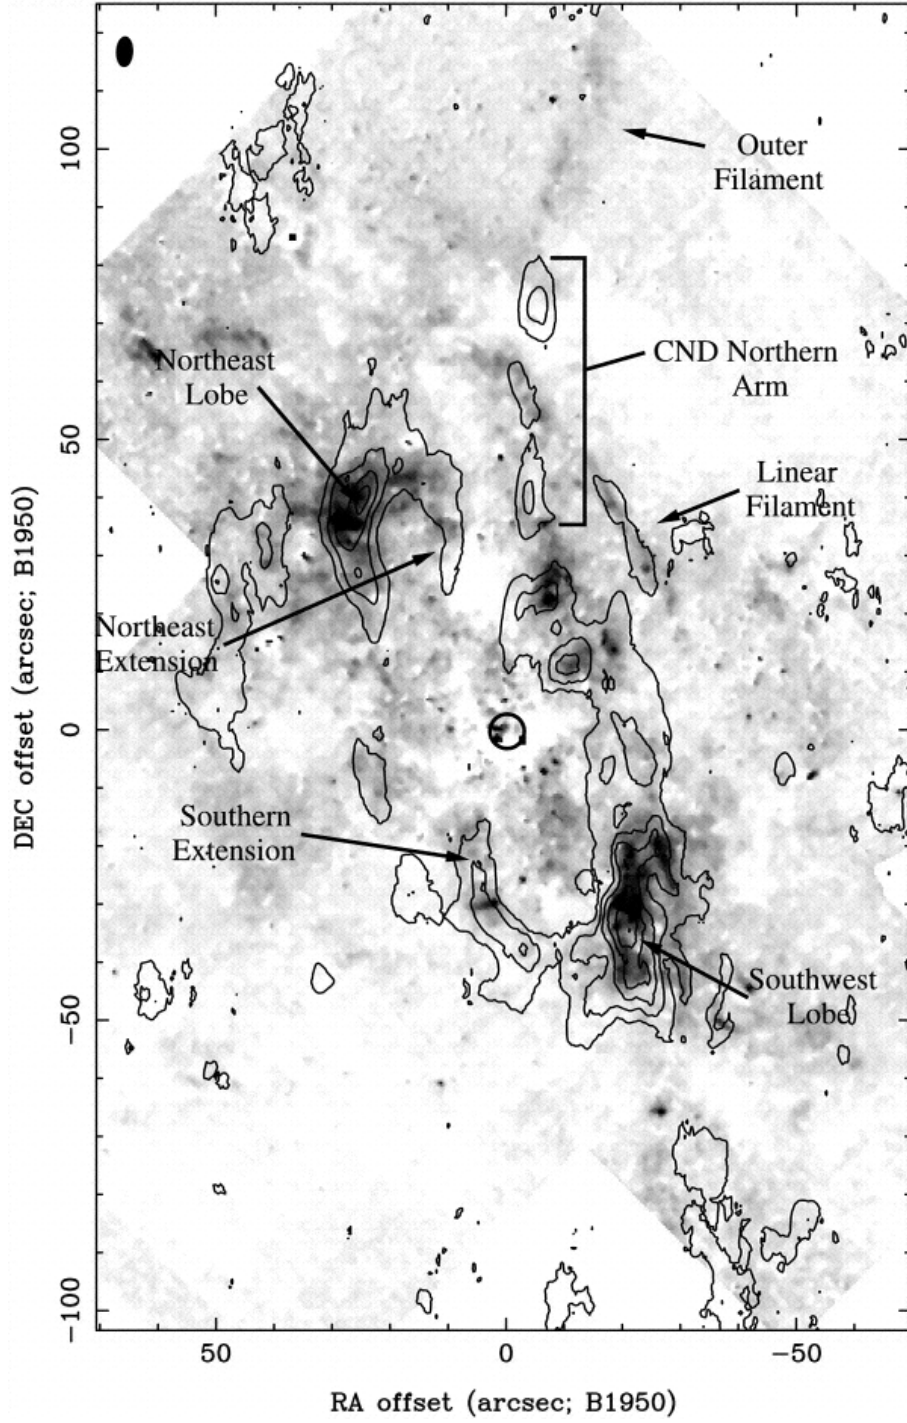 100
Outer
Filament
CND Northern
Arm
Northeast
Lobe
50
Linear
Filament
Northeast
Extension
0
Southern
Extension
Southwest
Lobe
−50
−100
50
0
−50
DEC offset (arcsec; B1950)
RA offset (arcsec; B1950)